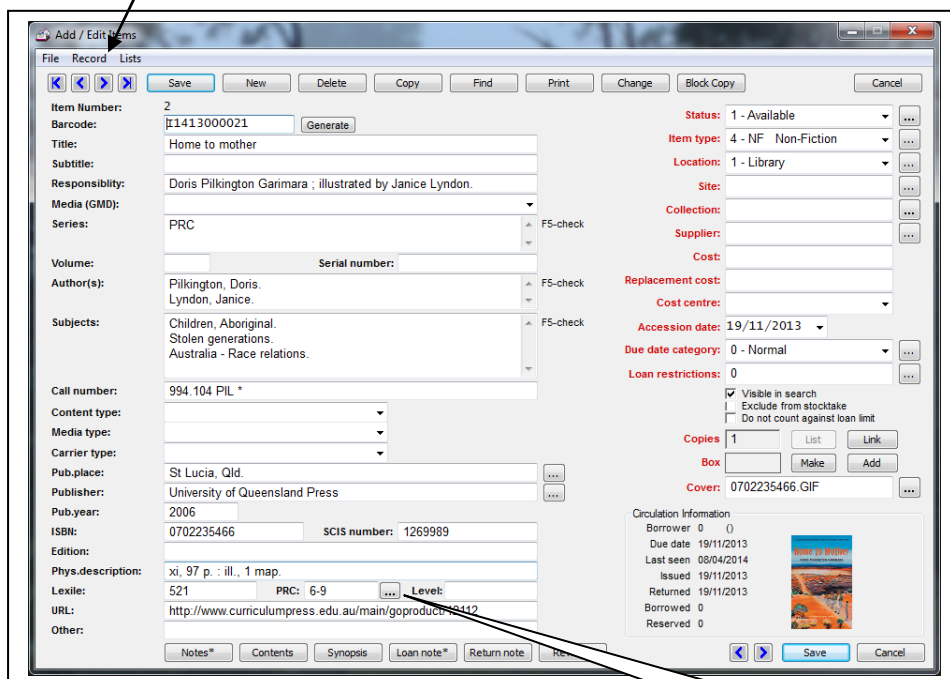 Add / Edit Items
File Record Lists
Save New Delete Copy Find Print Change Block Copy Cancel
Item Number: 2
Barcode: I1413000021 Generate
Title: Home to mother
Subtitle:
Responsiblity: Doris Pilkington Garimara ; illustrated by Janice Lyndon.
Media (GMD):
Series: PRC F5-check
Volume: Serial number:
Author(s): Pilkington, Doris. F5-check
Lyndon, Janice.
Subjects: Children, Aboriginal. F5-check
Stolen generations.
Australia - Race relations.
Call number: 994.104 PIL *
Content type:
Media type:
Carrier type:
Pub.place: St Lucia, Qld. ...
Publisher: University of Queensland Press ...
Pub.year: 2006
ISBN: 0702235466 SCIS number: 1269989
Edition:
Phys.description: xi, 97 p. : ill., 1 map.
Lexile: 521 PRC: 6-9 ... Level:
URL: http://www.curriculumpress.edu.au/main/goproduct/12112
Other:
Notes* Contents Synopsis Loan note* Return note
Status: 1 - Available ...
Item type: 4 - NF Non-Fiction ...
Location: 1 - Library ...
Site: ...
Collection: ...
Supplier: ...
Cost:
Replacement cost:
Cost centre:
Accession date: 19/11/2013
Due date category: 0 - Normal ...
Loan restrictions: 0 ...
Visible in search
Exclude from stocktake
Do not count against loan limit
Copies 1 List Link
Box Make Add
Cover: 0702235466.GIF ...
Circulation Information
Borrower 0 ()
Due date 19/11/2013
Last seen 08/04/2014
Issued 19/11/2013
Returned 19/11/2013
Borrowed 0
Reserved 0
Home to Mother
Save Cancel